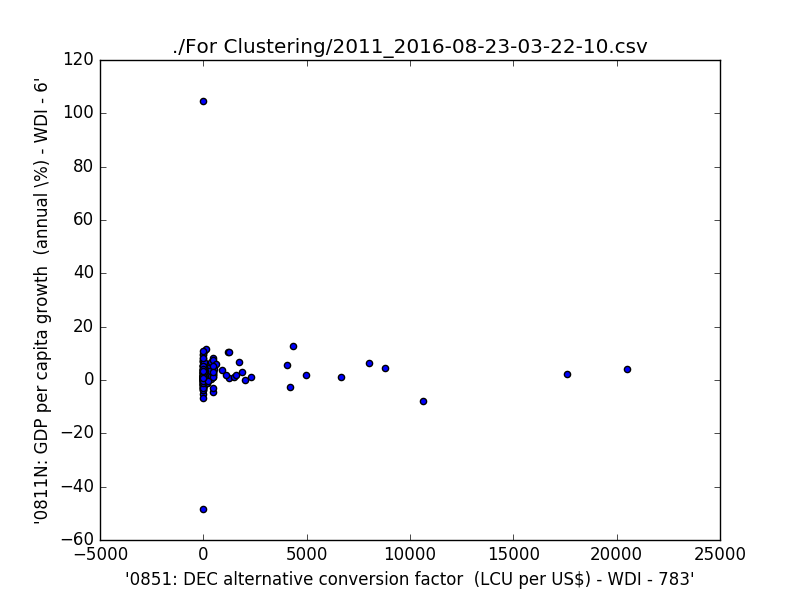 ./For Clustering/2011_2016-08-23-03-22-10.csv
120
100
80
60
40
20
0
−20
−40
−60
'0811N: GDP per capita growth  (annual \%) - WDI - 6'
−5000 0 5000 10000 15000 20000 25000
'0851: DEC alternative conversion factor  (LCU per US$) - WDI - 783'